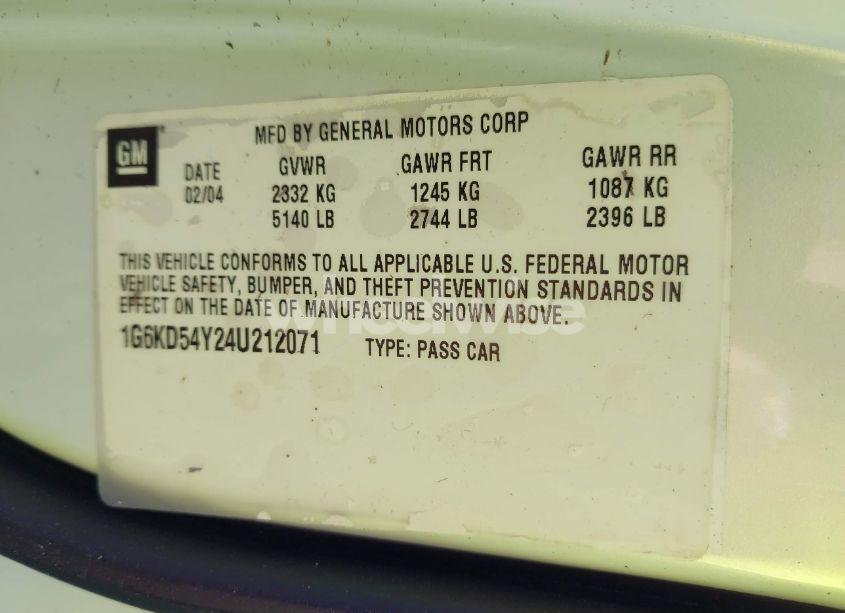 GM
MFD BY GENERAL MOTORS CORP
DATE GVWR GAWR FRT GAWR RR
02/04 2332 KG 1245 KG 1087 KG
5140 LB 2744 LB 2396 LB
THIS VEHICLE CONFORMS TO ALL APPLICABLE U.S. FEDERAL MOTOR
VEHICLE SAFETY, BUMPER, AND THEFT PREVENTION STANDARDS IN
EFFECT ON THE DATE OF MANUFACTURE SHOWN ABOVE.
1G6KD54Y24U212071 TYPE: PASS CAR